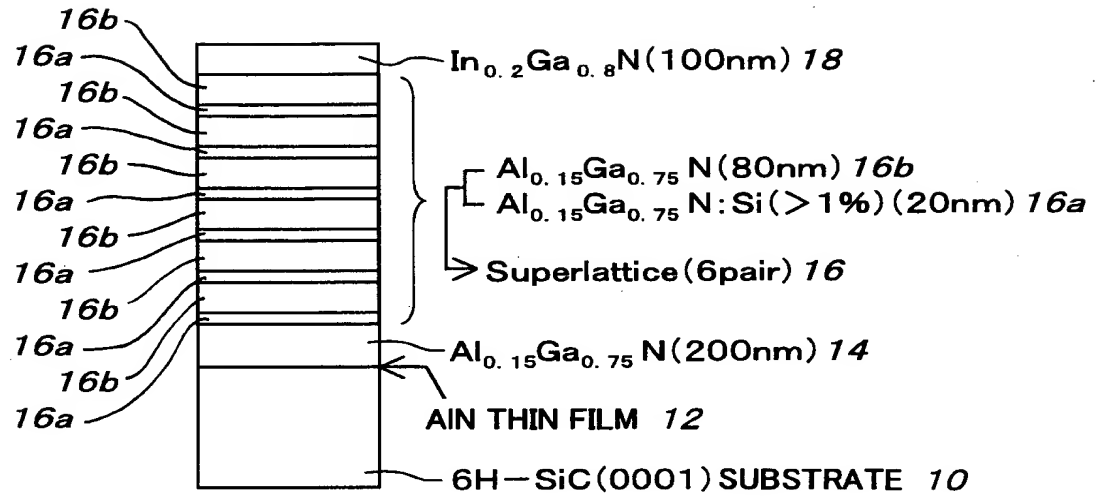 16b
16a
16b
16a
16b
16a
16b
16a
16b
16a
16b
16a
In0.2Ga0.8N(100nm) 18
Al0.15Ga0.75N(80nm) 16b
Al0.15Ga0.75N:Si(>1%)(20nm) 16a
Superlattice(6pair) 16
Al0.15Ga0.75N(200nm) 14
AlN THIN FILM 12
6H-SiC(0001)SUBSTRATE 10